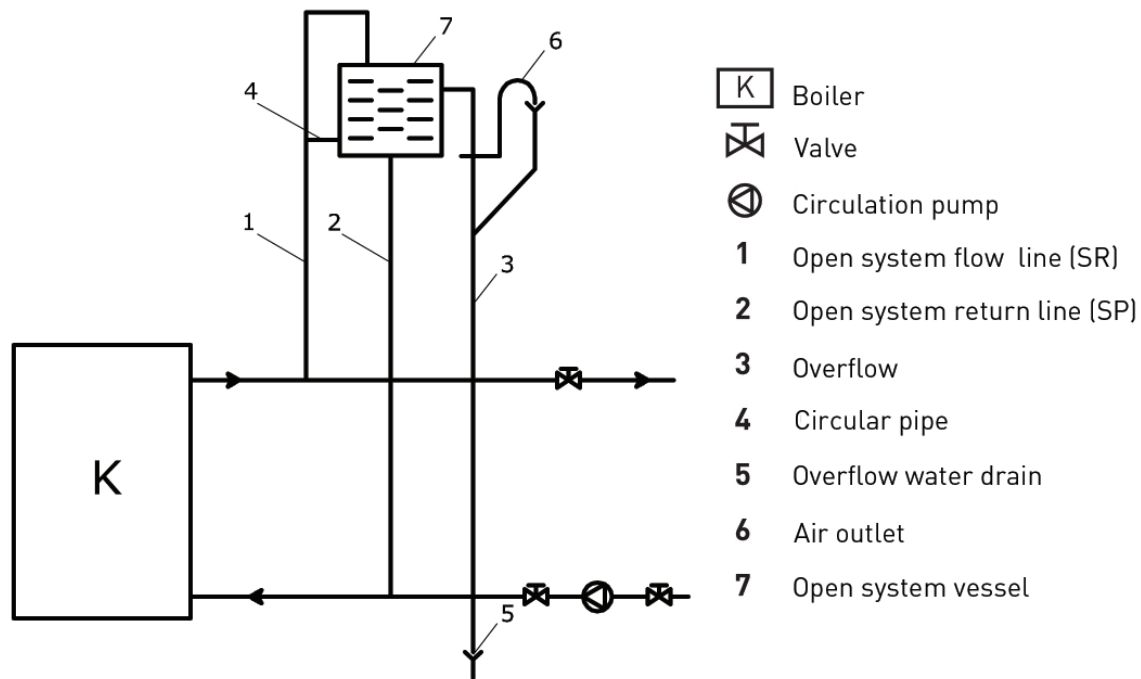 7
6
4
1
2
3
K
5
K Boiler
Valve
Circulation pump
1 Open system flow line (SR)
2 Open system return line (SP)
3 Overflow
4 Circular pipe
5 Overflow water drain
6 Air outlet
7 Open system vessel